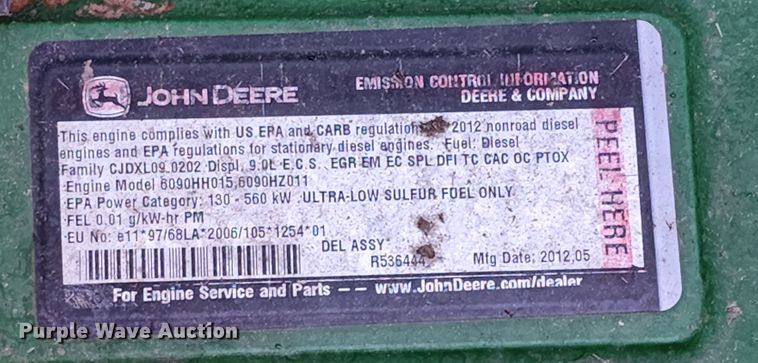 JOHN DEERE
EMISSION CONTROL INFORMATION
DEERE & COMPANY
This engine complies with US EPA and CARB regulations 2012 nonroad diesel
engines and EPA regulations for stationary diesel engines. Fuel: Diesel
Family CJDXL09.0202 Displ. 9.0L E.C.S. EGR EM EC SPL DFI TC CAC OC PTOX
Engine Model 6090HH015,6090HZ011
EPA Power Category: 130 - 560 kW ULTRA-LOW SULFUR FUEL ONLY
FEL 0.01 g/kW-hr PM
EU No: e11*97/68LA*2006/105*1254*01
DEL ASSY
R536444
Mfg Date: 2012,05
PEEL HERE
For Engine Service and Parts –– www.JohnDeere.com/dealer
Purple Wave Auction